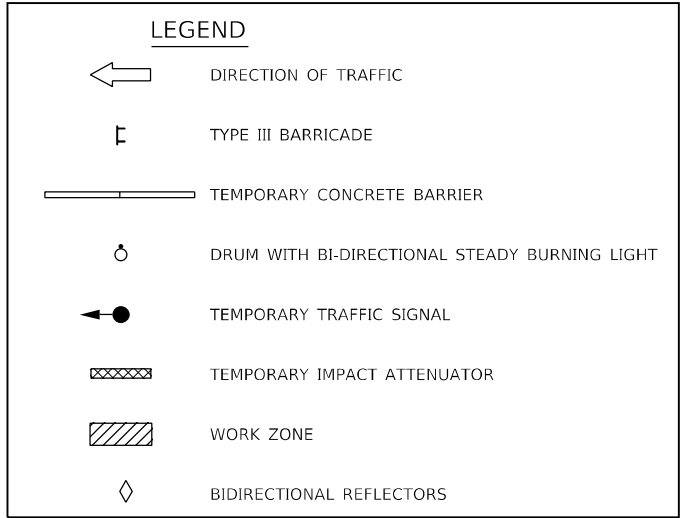 LEGEND
DIRECTION OF TRAFFIC
TYPE III BARRICADE
TEMPORARY CONCRETE BARRIER
DRUM WITH BI-DIRECTIONAL STEADY BURNING LIGHT
TEMPORARY TRAFFIC SIGNAL
TEMPORARY IMPACT ATTENUATOR
WORK ZONE
BIDIRECTIONAL REFLECTORS